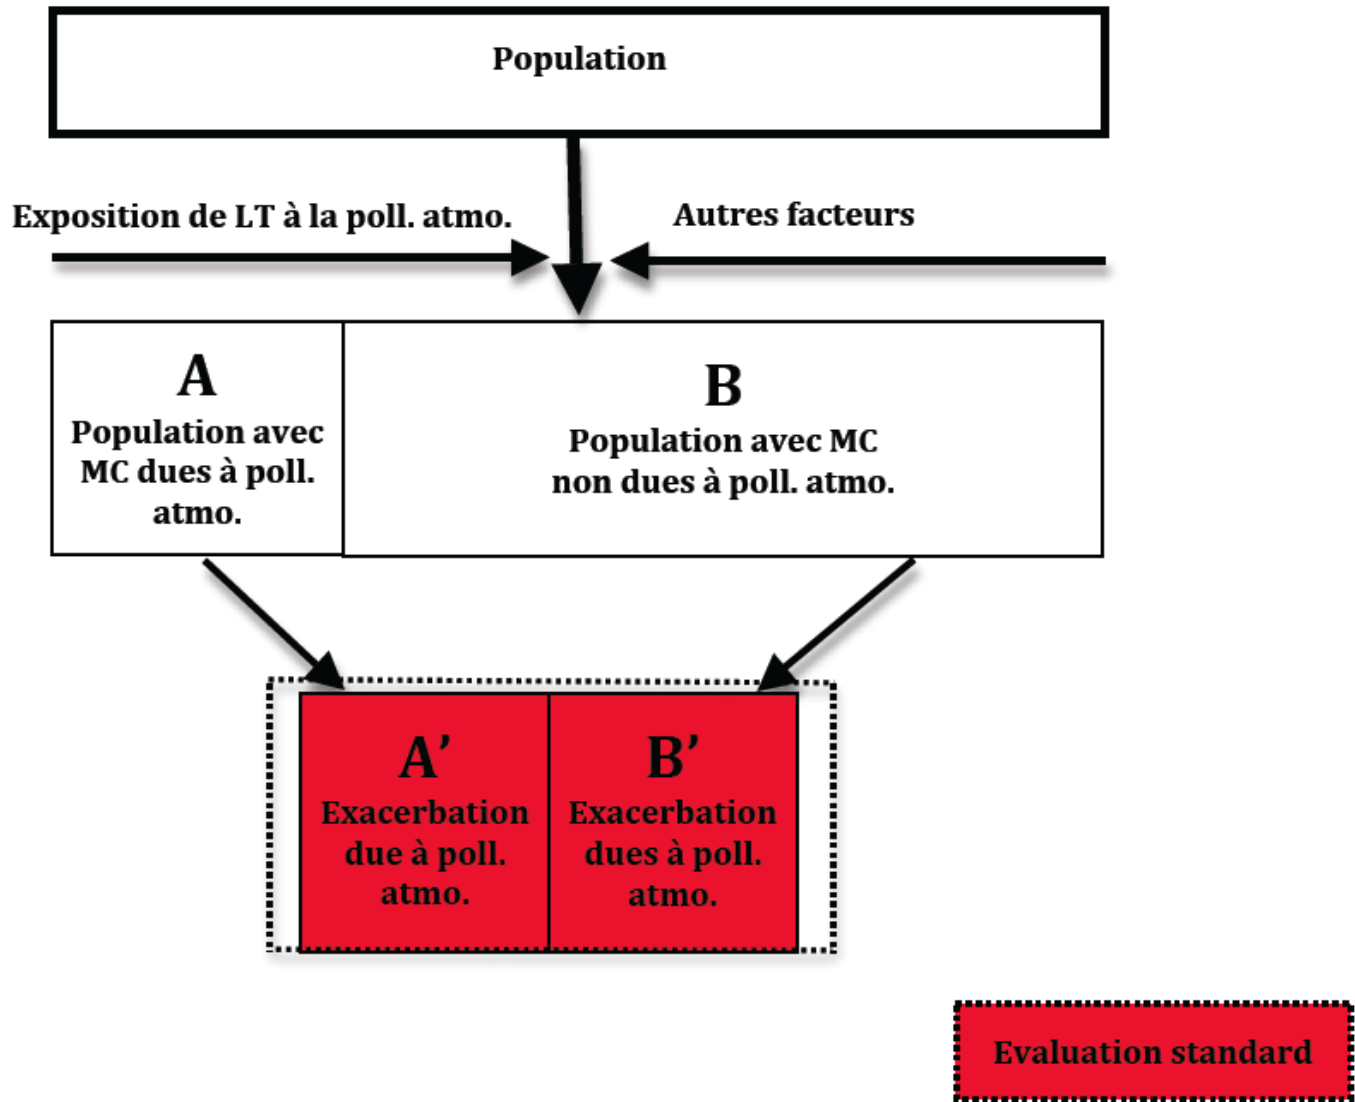 Population
Exposition de LT à la poll. atmo.
Autres facteurs
A
Population avec
MC dues à poll.
atmo.
B
Population avec MC
non dues à poll. atmo.
A’
Exacerbation
due à poll.
atmo.
B’
Exacerbation
dues à poll.
atmo.
Evaluation standard